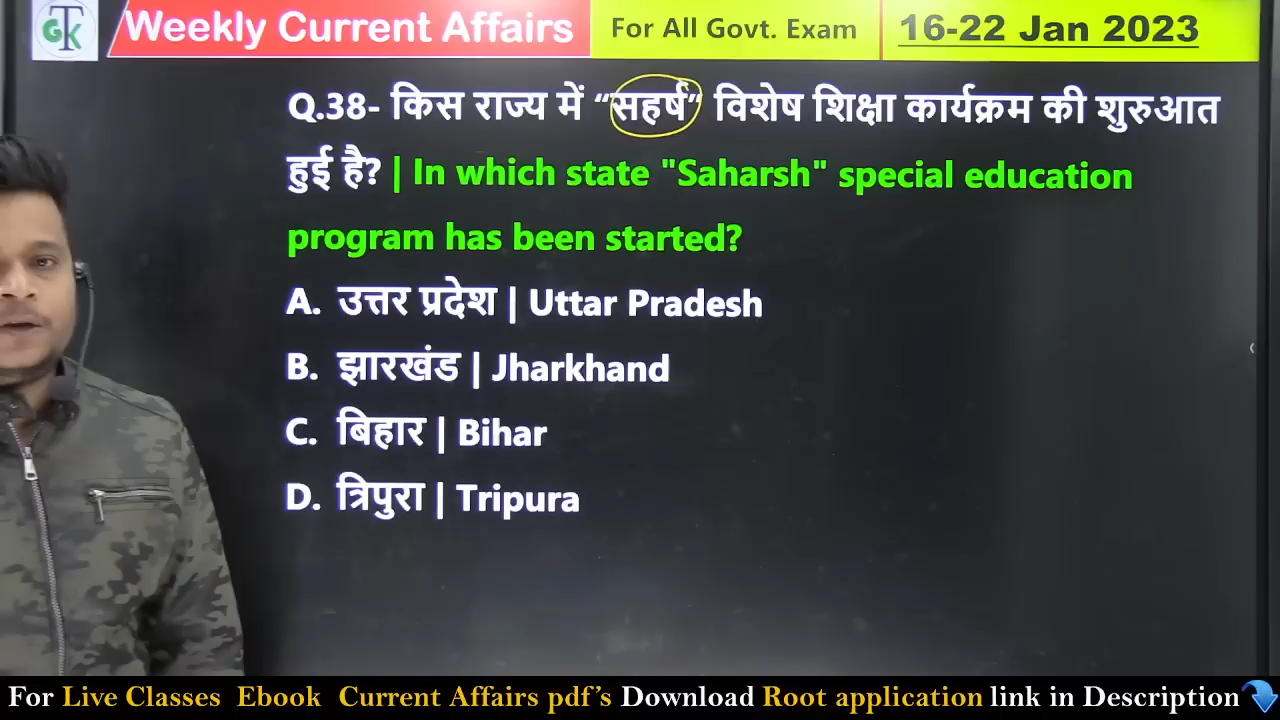 GTK
Weekly Current Affairs For All Govt. Exam 16-22 Jan 2023
Q.38- किस राज्य में “सहर्ष” विशेष शिक्षा कार्यक्रम की शुरुआत
हुई है? | In which state "Saharsh" special education
program has been started?
A. उत्तर प्रदेश | Uttar Pradesh
B. झारखंड | Jharkhand
C. बिहार | Bihar
D. त्रिपुरा | Tripura
For Live Classes Ebook Current Affairs pdf’s Download Root application link in Description